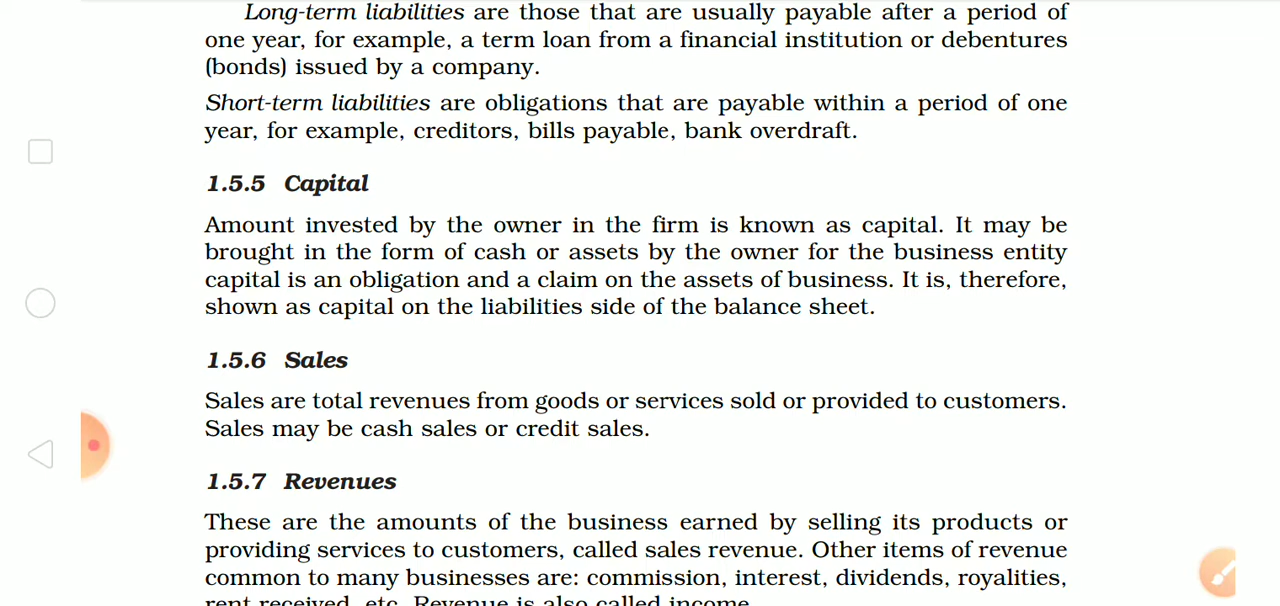 Long-term liabilities are those that are usually payable after a period of
one year, for example, a term loan from a financial institution or debentures
(bonds) issued by a company.
Short-term liabilities are obligations that are payable within a period of one
year, for example, creditors, bills payable, bank overdraft.
1.5.5 Capital
Amount invested by the owner in the firm is known as capital. It may be
brought in the form of cash or assets by the owner for the business entity
capital is an obligation and a claim on the assets of business. It is, therefore,
shown as capital on the liabilities side of the balance sheet.
1.5.6 Sales
Sales are total revenues from goods or services sold or provided to customers.
Sales may be cash sales or credit sales.
1.5.7 Revenues
These are the amounts of the business earned by selling its products or
providing services to customers, called sales revenue. Other items of revenue
common to many businesses are: commission, interest, dividends, royalities,
rent received, etc. Revenue is also called income.